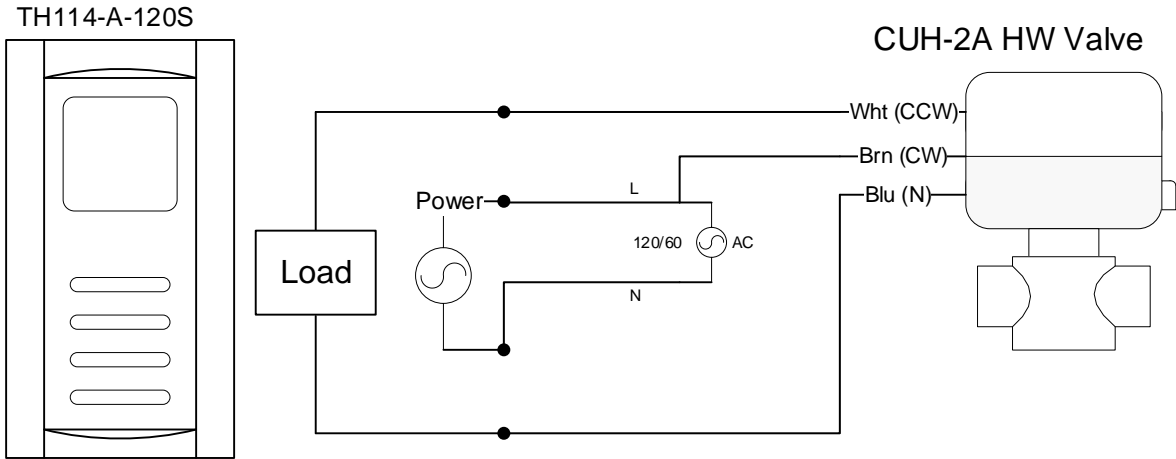 TH114-A-120S
CUH-2A HW Valve
Wht (CCW)
Brn (CW)
L
Blu (N)
Power
120/60
AC
Load
N